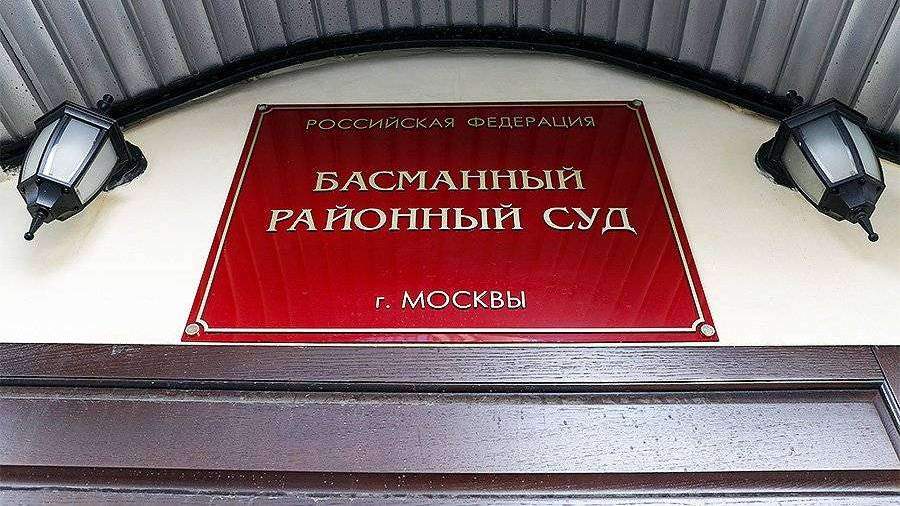 РОССИЙСКАЯ ФЕДЕРАЦИЯ
БАСМАННЫЙ
РАЙОННЫЙ СУД
г. МОСКВЫ